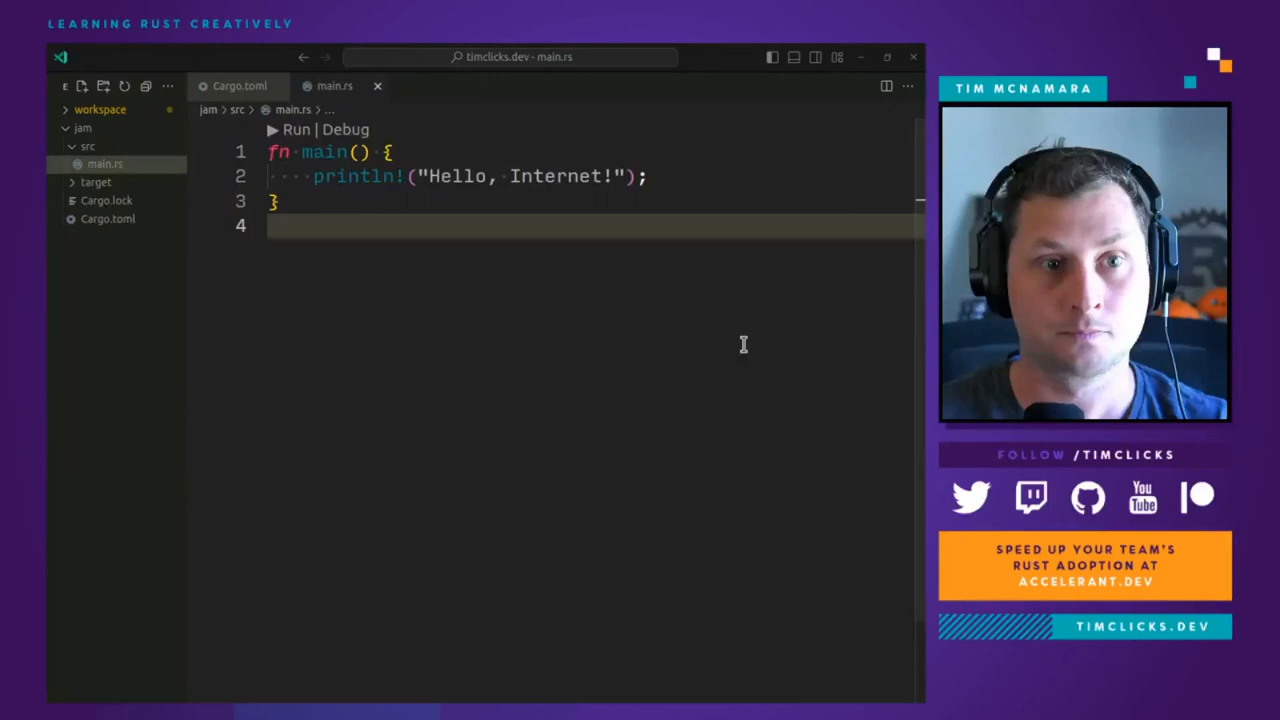 LEARNING RUST CREATIVELY
timclicks.dev - main.rs
E
Cargo.toml
main.rs
workspace
jam
src
main.rs
target
Cargo.lock
Cargo.toml
jam > src > main.rs > ...
Run | Debug
1 fn main() {
2 println!("Hello, Internet!");
3 }
4
TIM MCNAMARA
FOLLOW /TIMCLICKS
You
Tube
SPEED UP YOUR TEAM'S
RUST ADOPTION AT
ACCELERANT.DEV
TIMCLICKS.DEV